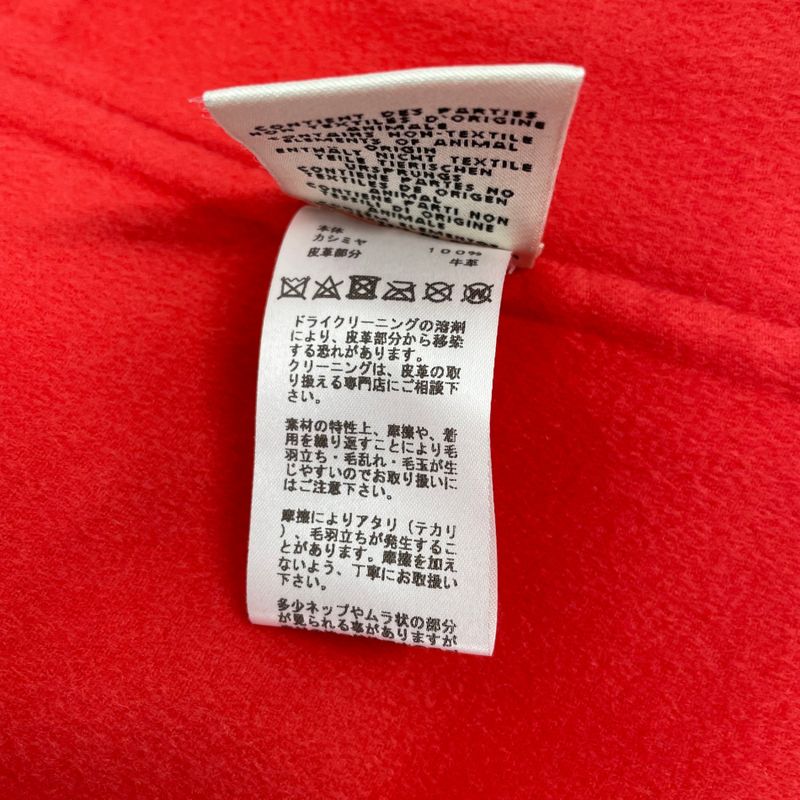 CONTIENT DES PARTIES
NON TEXTILES D'ORIGINE
ANIMALE
CONTAINS NON-TEXTILE
ELEMENTS OF ANIMAL
ORIGIN
ENTHÄLT
TEILE NICHT TEXTILE
TIERISCHEN
URSPRUNGS
CONTIENE PARTES NO
TEXTILES DE ORIGEN
ANIMAL
CONTIENE PARTI NON
DI ORIGINE
ANIMALE
本体
カシミヤ 100%
皮革部分 牛革
ドライクリーニングの溶剤
により、皮革部分から移染
する恐れがあります。
クリーニングは、皮革の取
り扱える専門店にご相談下
さい。
素材の特性上、摩擦や、着
用を繰り返すことにより毛
羽立ち・毛乱れ・毛玉が生
じやすいのでお取り扱いに
はご注意下さい。
摩擦によりアタリ（テカリ
）、毛羽立ちが発生するこ
とがあります。摩擦を加え
ないよう、丁寧にお取扱い
下さい。
多少ネップやムラ状の部分
が見られる事がありますが